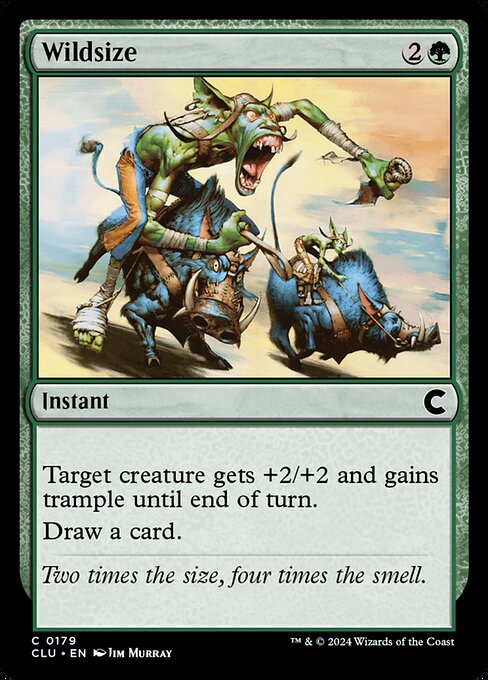 Wildsize 2
Instant
Target creature gets +2/+2 and gains
trample until end of turn.
Draw a card.
Two times the size, four times the smell.
C 0179
CLU • EN Jim Murray
™ & © 2024 Wizards of the Coast